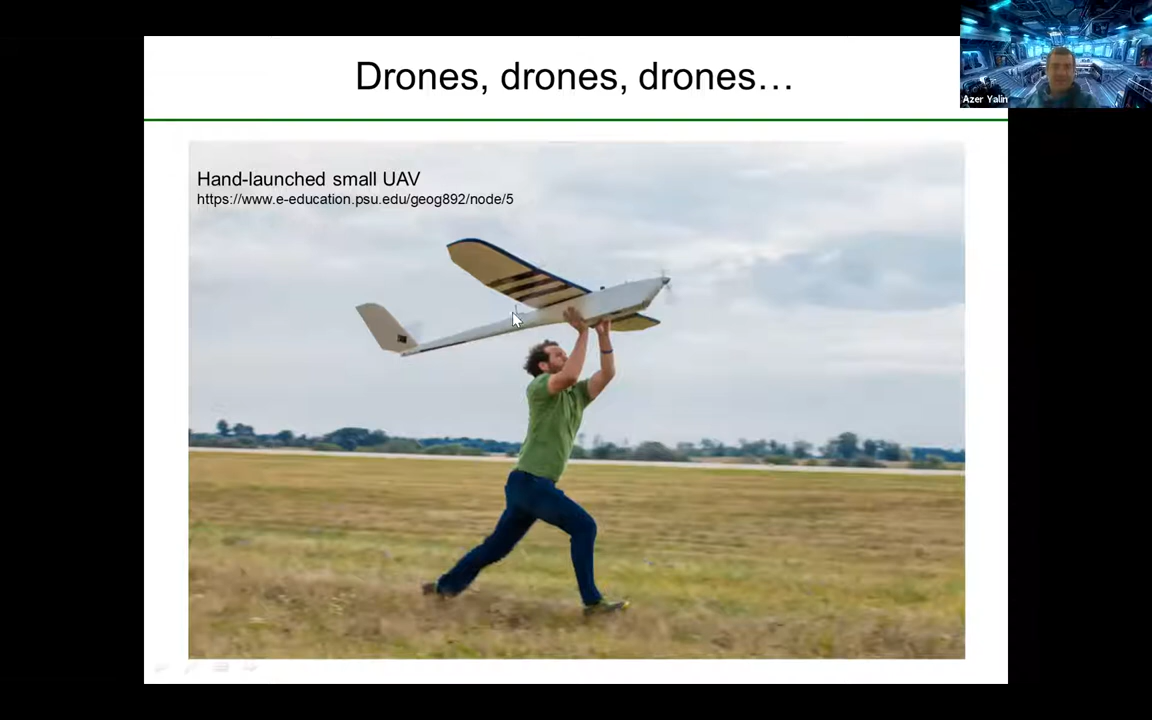 Drones, drones, drones…
Azer Yalin
Hand-launched small UAV
https://www.e-education.psu.edu/geog892/node/5